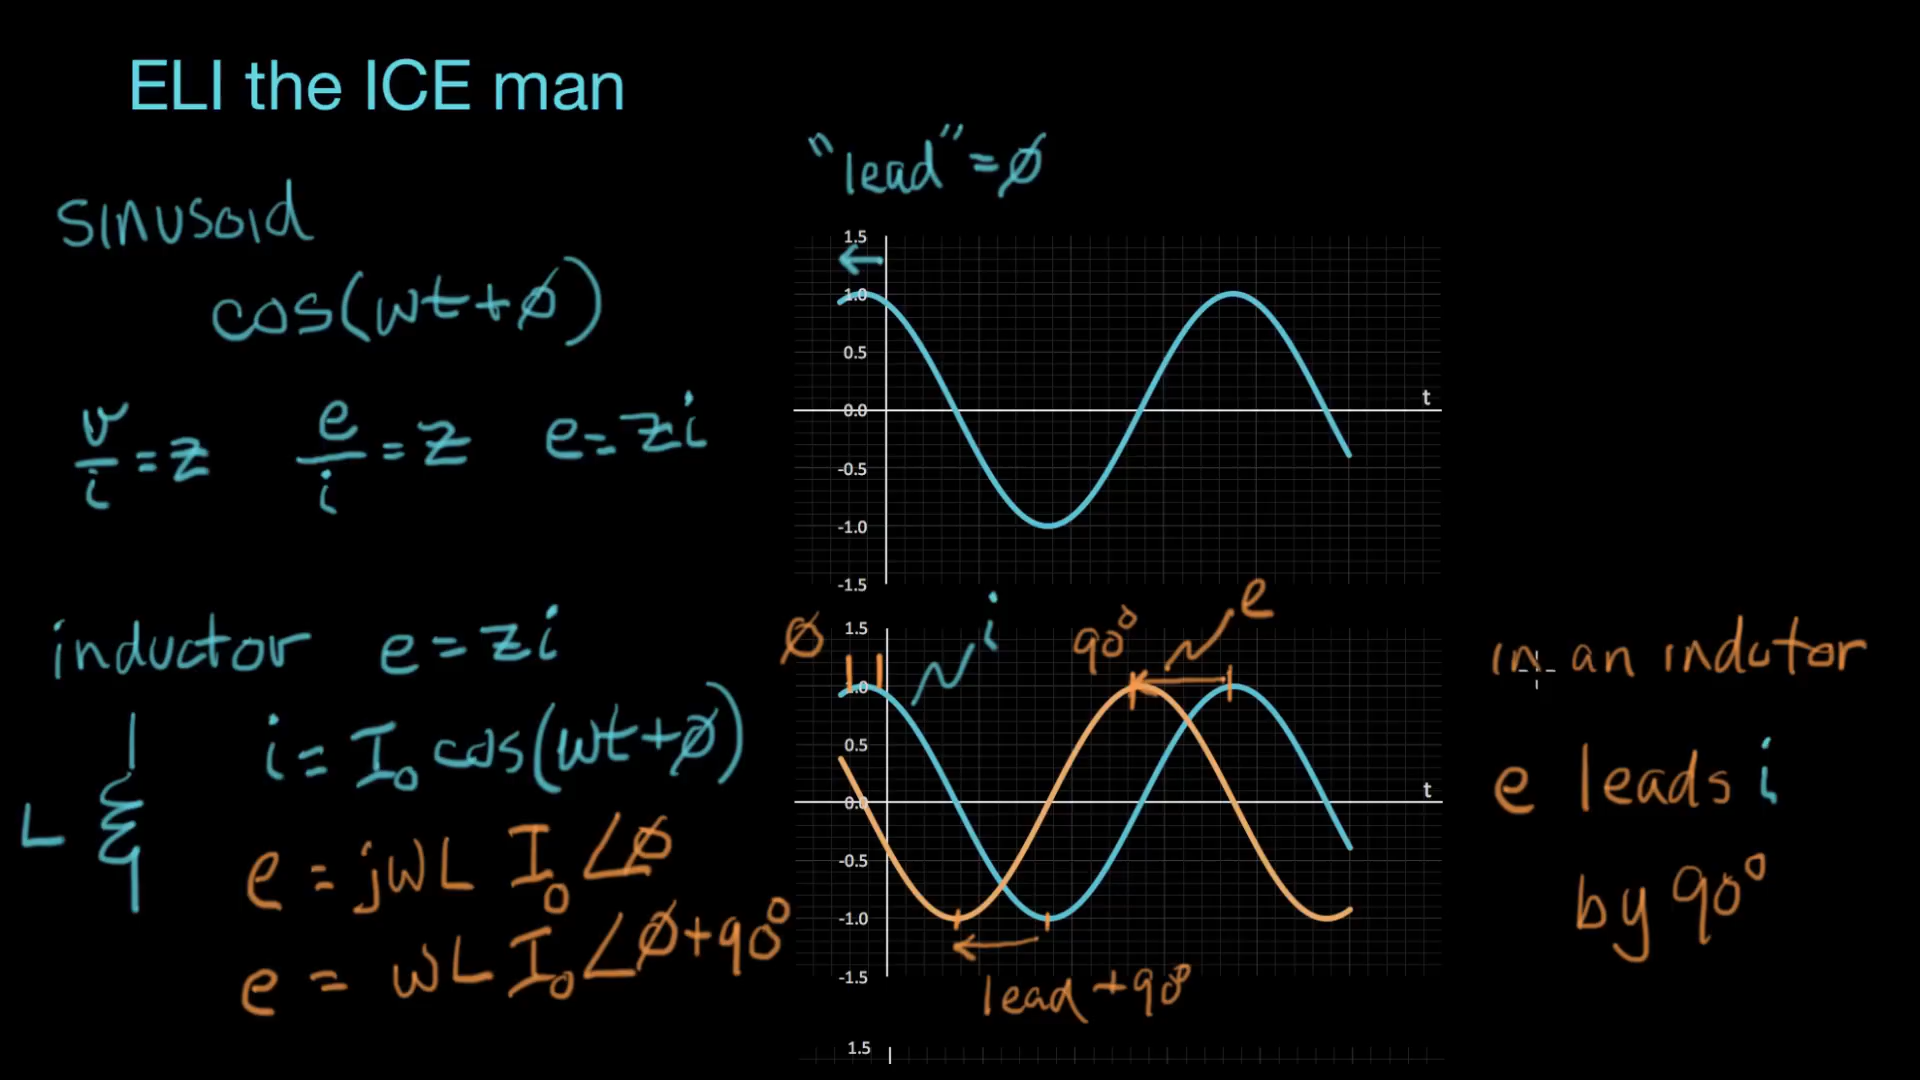 ELI the ICE man
"lead" = ø
sinusoid
cos(wt+ø)
v/i = z   e/i = z   e = zi
1.5
1.0
0.5
0.0
-0.5
-1.0
-1.5
t
inductor e = zi
L
i = I₀ cos(wt+ø)
e = jwL I₀ ∠ø
e = wL I₀ ∠ø+90°
ø
i
90°
e
1.5
1.0
0.5
0.0
-0.5
-1.0
-1.5
t
lead +90°
1.5
in an indutor
e leads i
by 90°